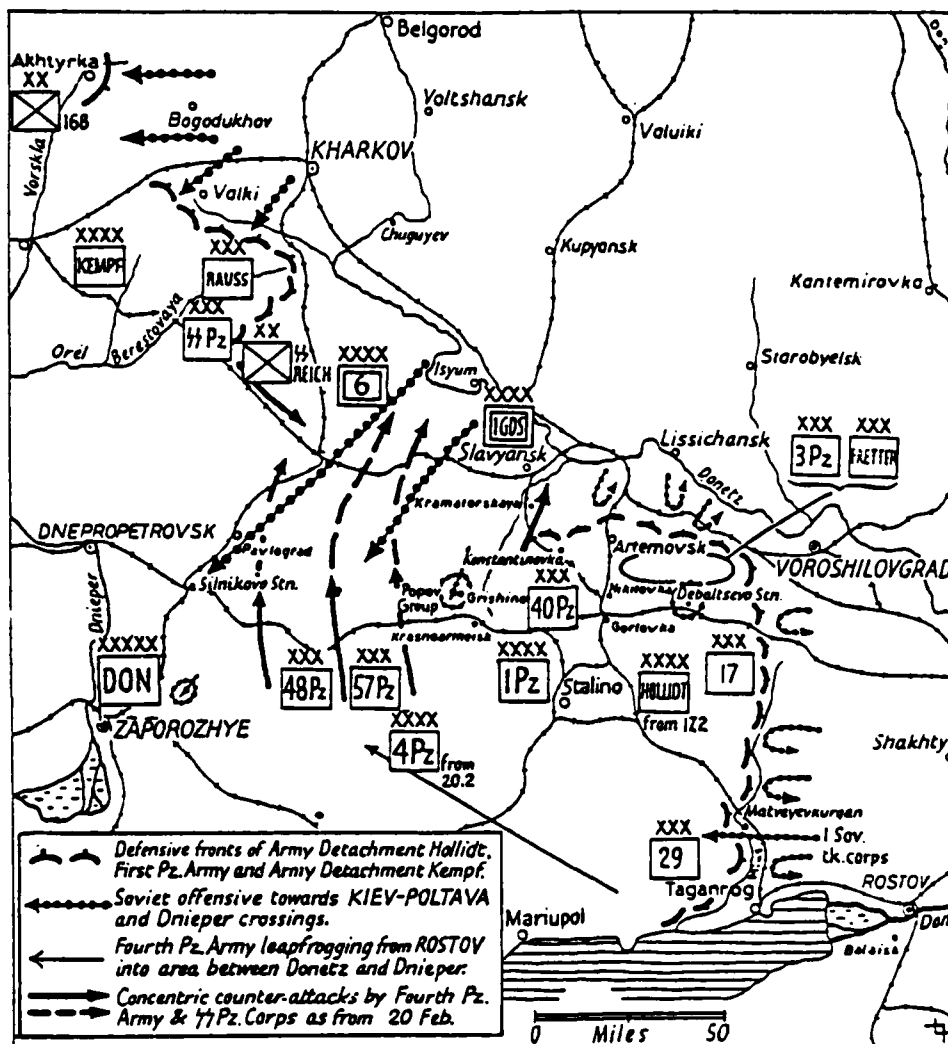 Belgorod
Akhtyrka
XX
168
Voltshansk
Bogodukhov
Valuiki
KHARKOV
Vorskla
Valki
Chuguyev
XXXX
KEMPF
XXX
RAUSS
Kupyansk
Kantemirovka
Berestovaya
XXX
SS Pz
XX
SS
REICH
XXXX
6
Orel
Isyum
Starobyelsk
XXXX
1GDS
Slavyansk
Lissichansk
XXX
3Pz
XXX
FRETTER
Donetz
Kramatorskaya
DNEPROPETROVSK
Pavlograd
Konstantinovka
Artemovsk
VOROSHILOVGRAD
Silnikovo Stn.
Popov
Group
Grishino
XXX
40Pz
Nikitovka
Debaltsevo Stn.
Dnieper
Krasnoarmeisk
Gorlovka
XXXXX
DON
XXX
48Pz
XXX
57Pz
XXXX
1Pz
Stalino
XXXX
HOLLIDT
from 17.2
XXX
17
ZAPOROZHYE
XXXX
4Pz
from
20.2
Shakhty
Matveyevkurgan
XXX
29
1 Sov.
tk.corps
Taganrog
ROSTOV
Mariupol
Don
Bataisk
Defensive fronts of Army Detachment Hollidt,
First Pz.Army and Army Detachment Kempf.
Soviet offensive towards KIEV-POLTAVA
and Dnieper crossings.
Fourth Pz.Army leapfrogging from ROSTOV
into area between Donetz and Dnieper.
Concentric counter-attacks by Fourth Pz.
Army & SS Pz. Corps as from 20 Feb.
0 50
Miles